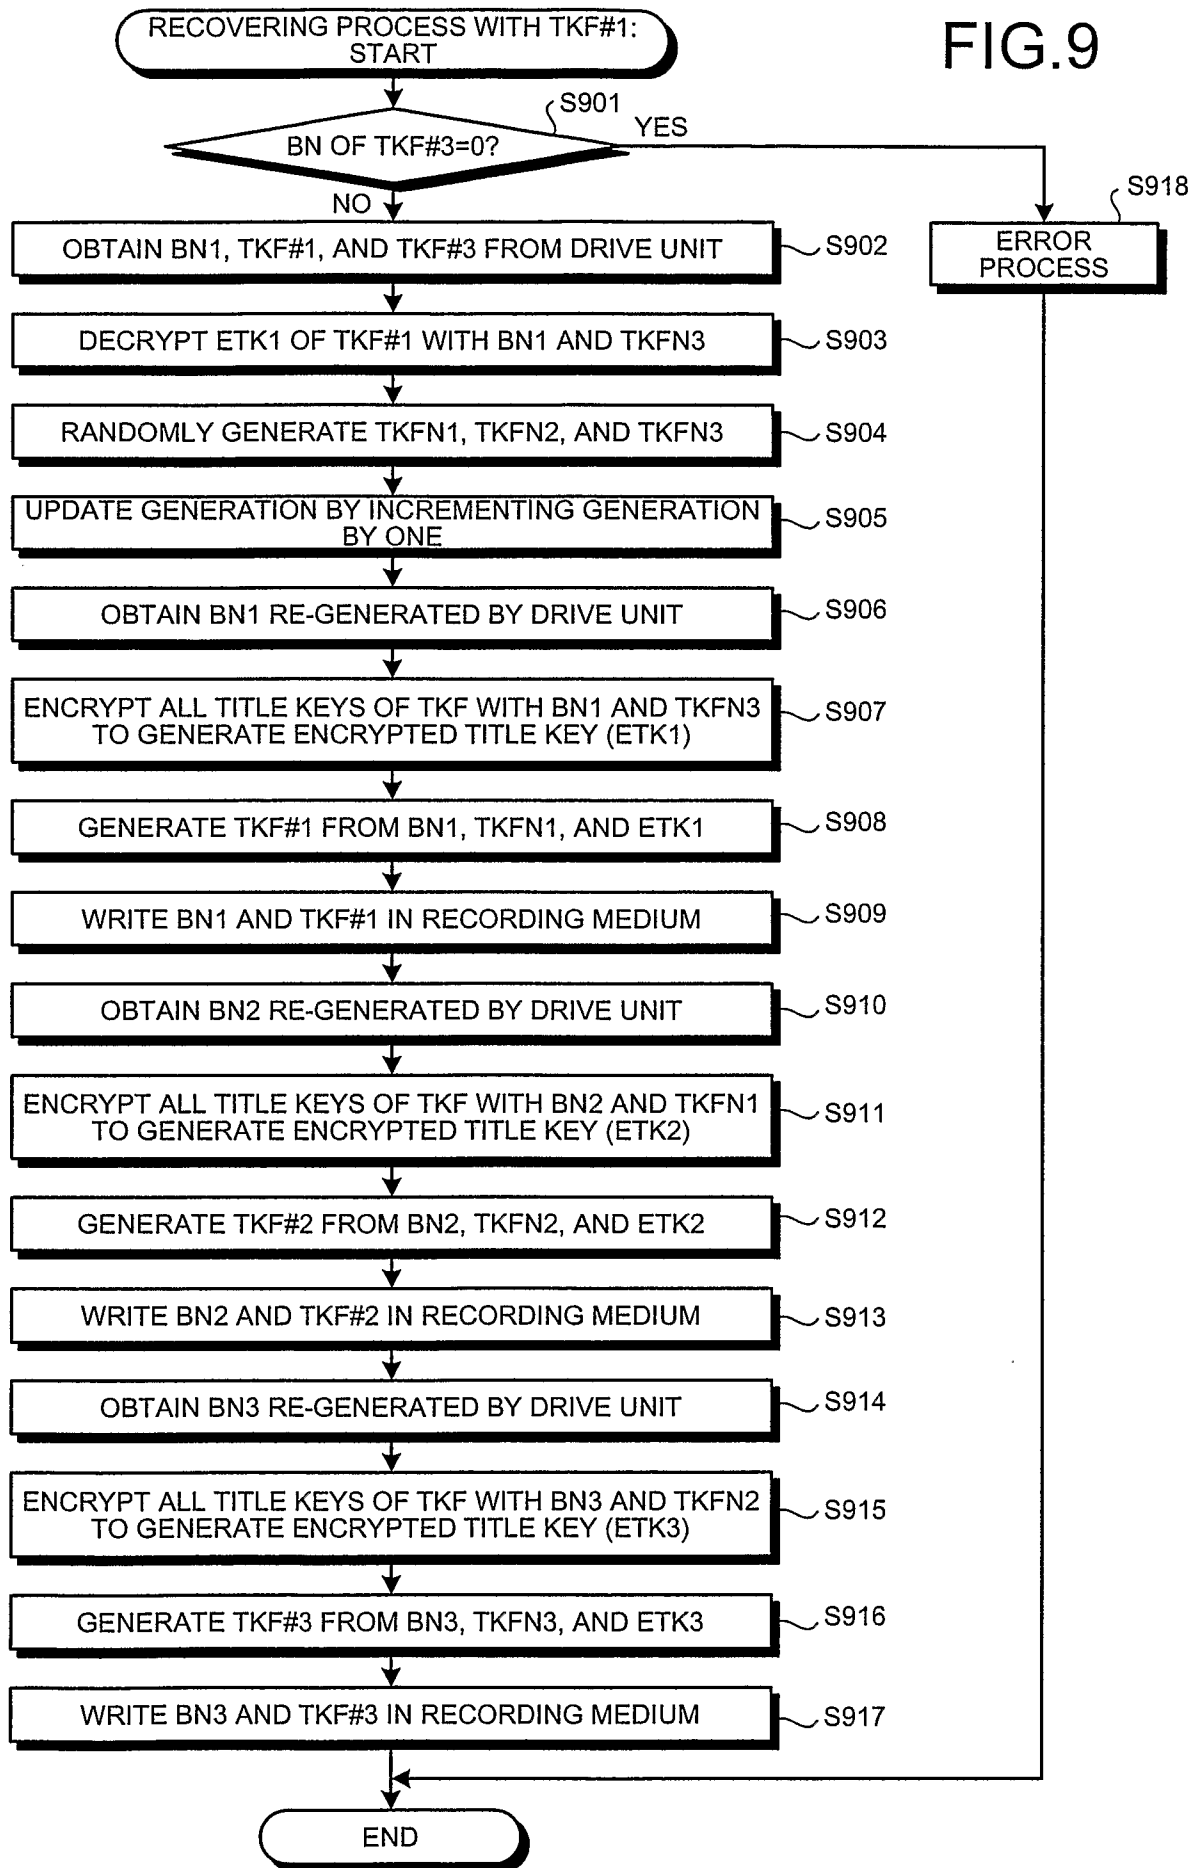 FIG.9
RECOVERING PROCESS WITH TKF#1:
START
S901
BN OF TKF#3=0?
YES
NO
S918
ERROR
PROCESS
OBTAIN BN1, TKF#1, AND TKF#3 FROM DRIVE UNIT
S902
DECRYPT ETK1 OF TKF#1 WITH BN1 AND TKFN3
S903
RANDOMLY GENERATE TKFN1, TKFN2, AND TKFN3
S904
UPDATE GENERATION BY INCREMENTING GENERATION
BY ONE
S905
OBTAIN BN1 RE-GENERATED BY DRIVE UNIT
S906
ENCRYPT ALL TITLE KEYS OF TKF WITH BN1 AND TKFN3
TO GENERATE ENCRYPTED TITLE KEY (ETK1)
S907
GENERATE TKF#1 FROM BN1, TKFN1, AND ETK1
S908
WRITE BN1 AND TKF#1 IN RECORDING MEDIUM
S909
OBTAIN BN2 RE-GENERATED BY DRIVE UNIT
S910
ENCRYPT ALL TITLE KEYS OF TKF WITH BN2 AND TKFN1
TO GENERATE ENCRYPTED TITLE KEY (ETK2)
S911
GENERATE TKF#2 FROM BN2, TKFN2, AND ETK2
S912
WRITE BN2 AND TKF#2 IN RECORDING MEDIUM
S913
OBTAIN BN3 RE-GENERATED BY DRIVE UNIT
S914
ENCRYPT ALL TITLE KEYS OF TKF WITH BN3 AND TKFN2
TO GENERATE ENCRYPTED TITLE KEY (ETK3)
S915
GENERATE TKF#3 FROM BN3, TKFN3, AND ETK3
S916
WRITE BN3 AND TKF#3 IN RECORDING MEDIUM
S917
END